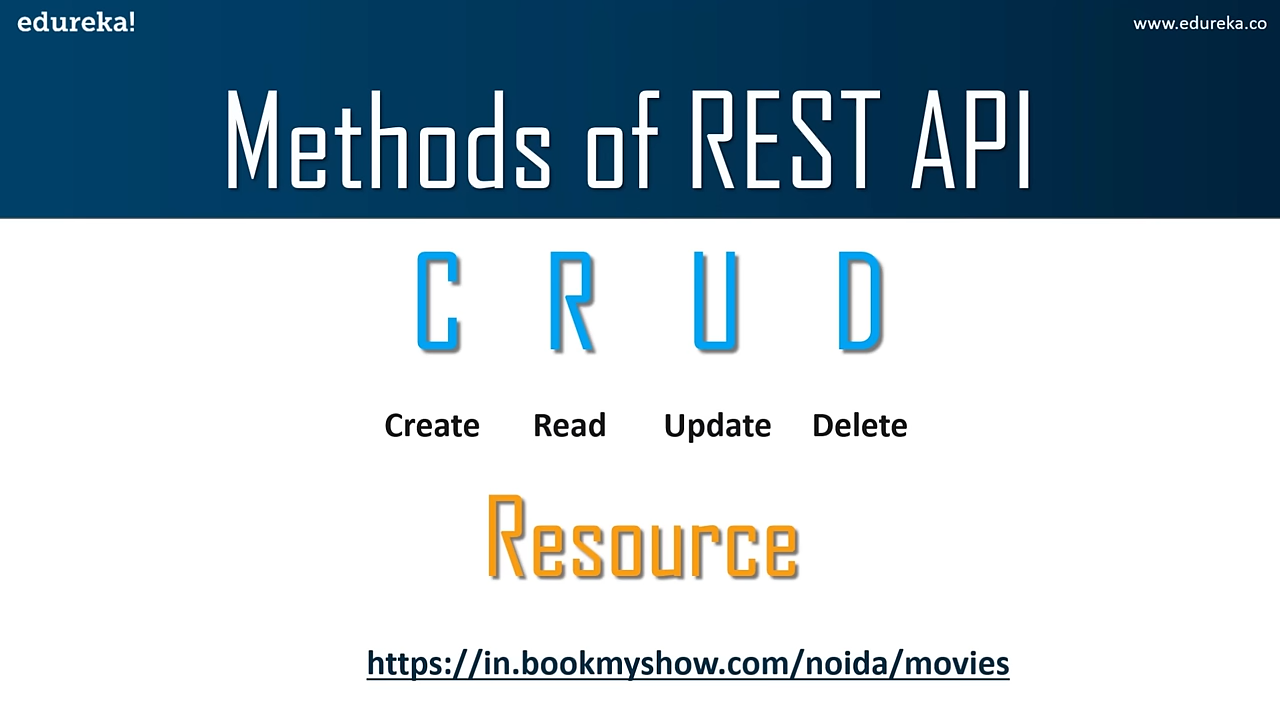 edureka!
www.edureka.co
Methods of REST API
C R U D
Create Read Update Delete
Resource
https://in.bookmyshow.com/noida/movies